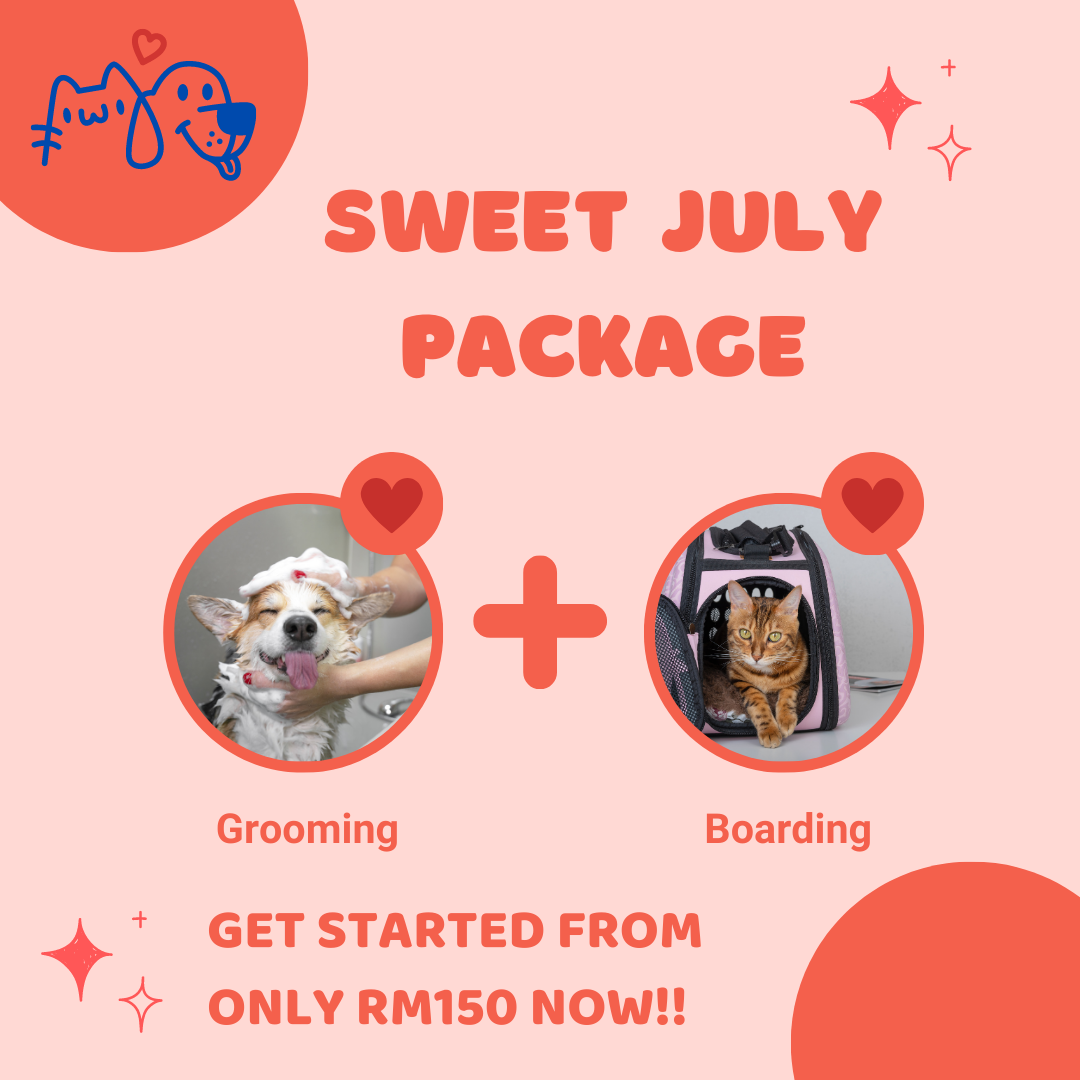 SWEET JULY
PACKAGE
Grooming
Boarding
GET STARTED FROM
ONLY RM150 NOW!!